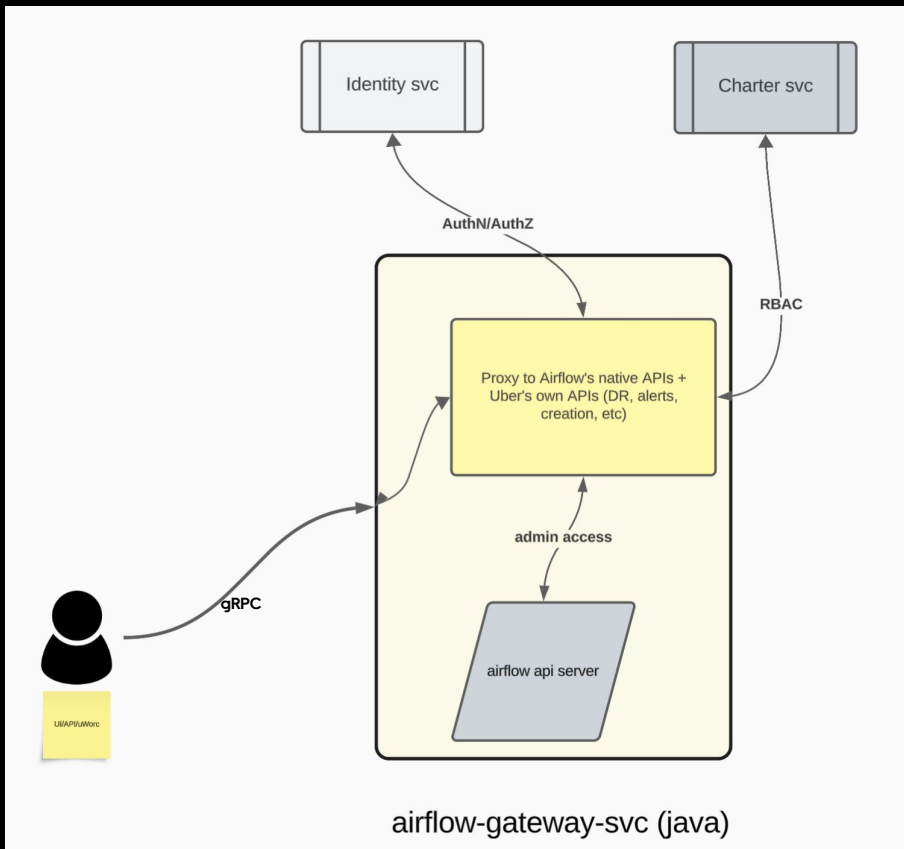 Identity svc
Charter svc
AuthN/AuthZ
RBAC
Proxy to Airflow's native APIs +
Uber's own APIs (DR, alerts,
creation, etc)
admin access
gRPC
airflow api server
UI/API/uWorc
airflow-gateway-svc (java)